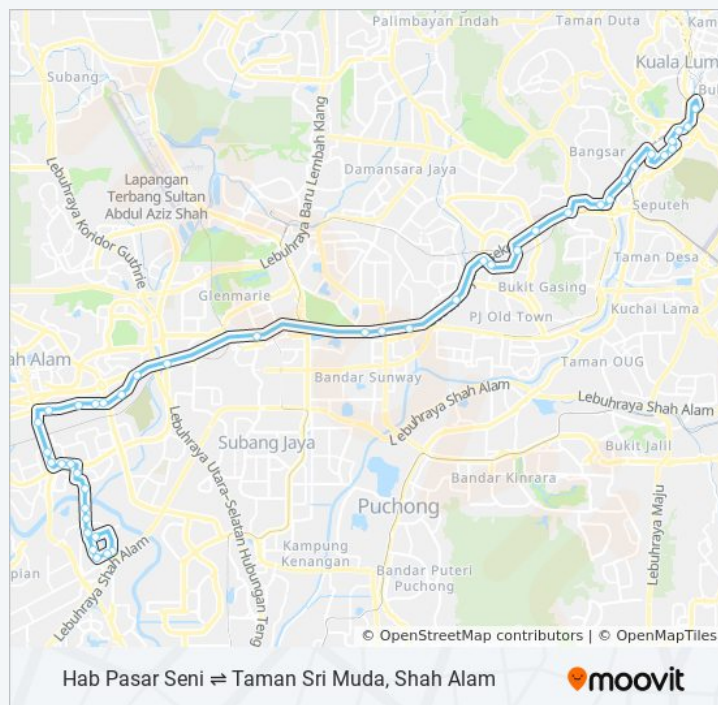 Palimbayan Indah
Taman Duta
Kam
Kuala Lum
Bu
Subang
Bangsar
Damansara Jaya
Lebuhraya Baru Lembah Klang
Lapangan
Terbang Sultan
Abdul Aziz Shah
Lebuhraya Koridor Guthrie
Seputeh
Taman Desa
Glenmarie
Bukit Gasing
Kuchai Lama
PJ Old Town
ah Alam
Taman OUG
Bandar Sunway
Lebuhraya Shah Alam
Lebuhraya Shah Alam
Subang Jaya
Bukit Jalil
Bandar Kinrara
Puchong
Lebuhraya Utara–Selatan Hubungan Teng
Lebuhraya Maju
Kampung
Kenangan
Bandar Puteri
Puchong
pian
Lebuhraya Shah Alam
© OpenStreetMap contributors | © OpenMapTiles
Hab Pasar Seni ⇌ Taman Sri Muda, Shah Alam
moovit